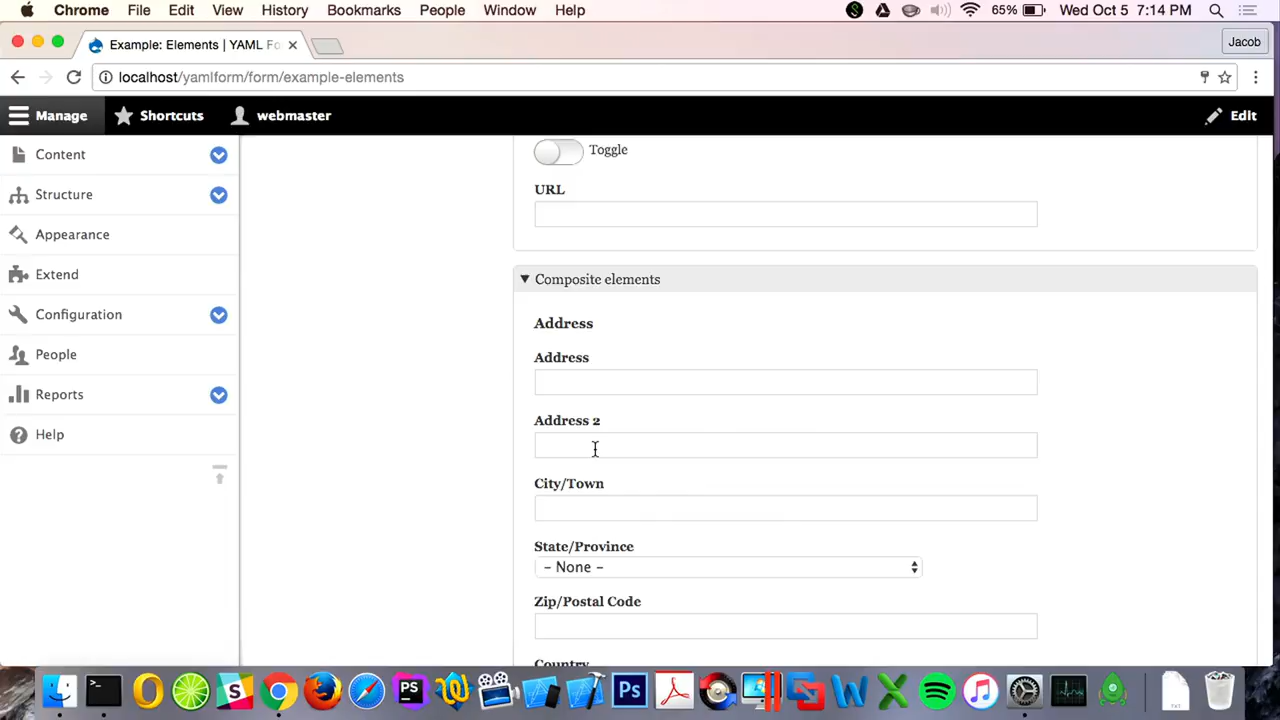 Chrome File Edit View History Bookmarks People Window Help 65% Wed Oct 5 7:14 PM
Example: Elements | YAML Fo
Jacob
localhost/yamlform/form/example-elements
Manage Shortcuts webmaster Edit
Content
Structure
Appearance
Extend
Configuration
People
Reports
Help
Toggle
URL
Composite elements
Address
Address
Address 2
City/Town
State/Province
- None -
Zip/Postal Code
Country